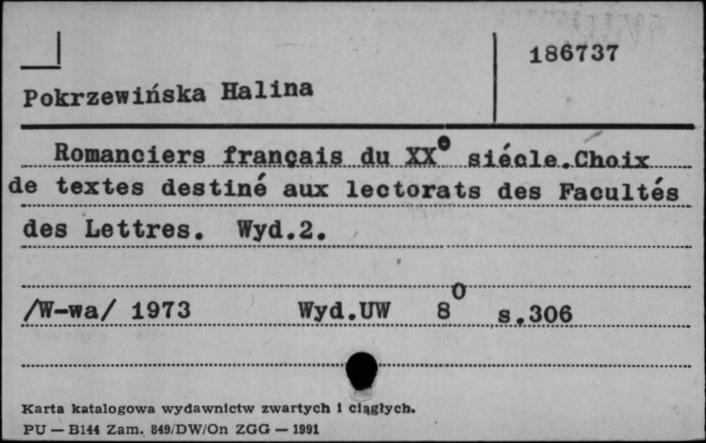 186737
Pokrzewińska Halina
Romanciers français du XXe siécle.Choix
de textes destiné aux lectorats des Facultés
des Lettres. Wyd.2.
/W-wa/ 1973 Wyd.UW 8O s.306
Karta katalogowa wydawnictw zwartych i ciągłych.
PU — B144 Zam. 849/DW/On ZGG — 1991